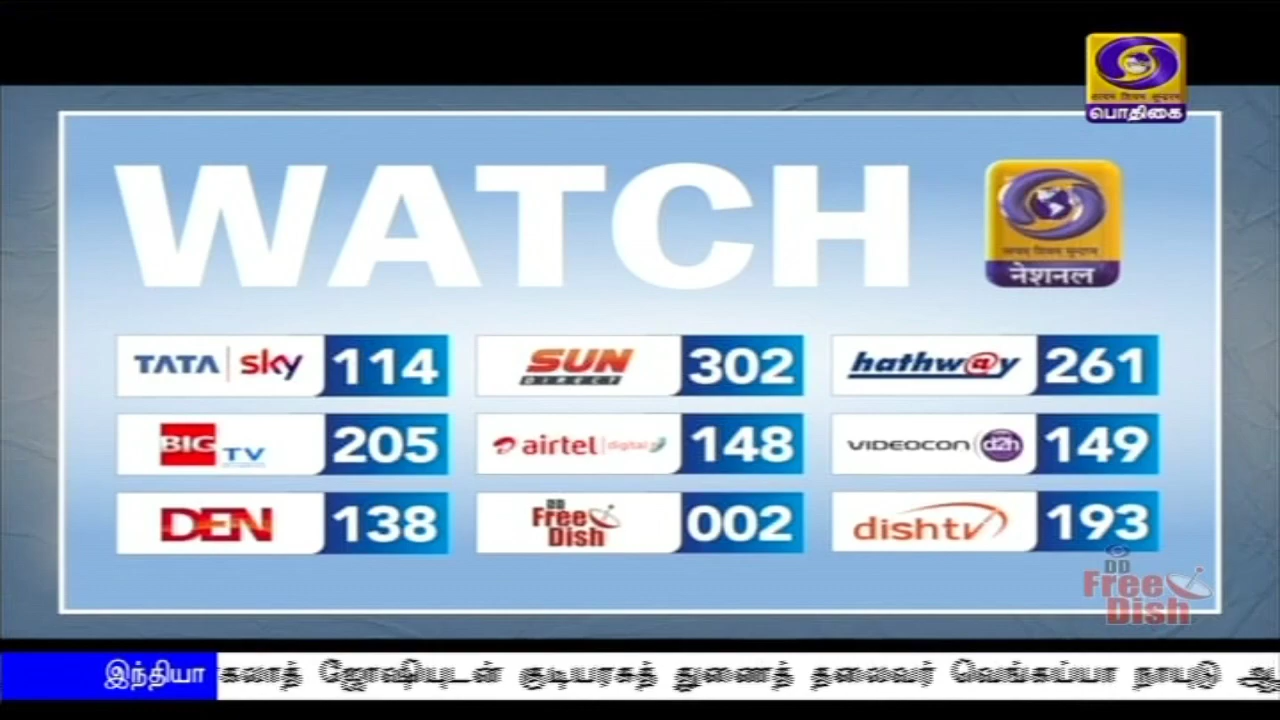 பொதிகை
WATCH
नेशनल
TATA sky 114
SUN DIRECT 302
hathw@y 261
BIG TV 205
airtel digital 148
VIDEOCON d2h 149
DEN 138
DD Free Dish 002
dishtv 193
DD Free Dish
இந்தியா
ஜோஷியுடன் குடியரசுத் துணைத் தலைவர் வெங்கய்யா நாயுடு